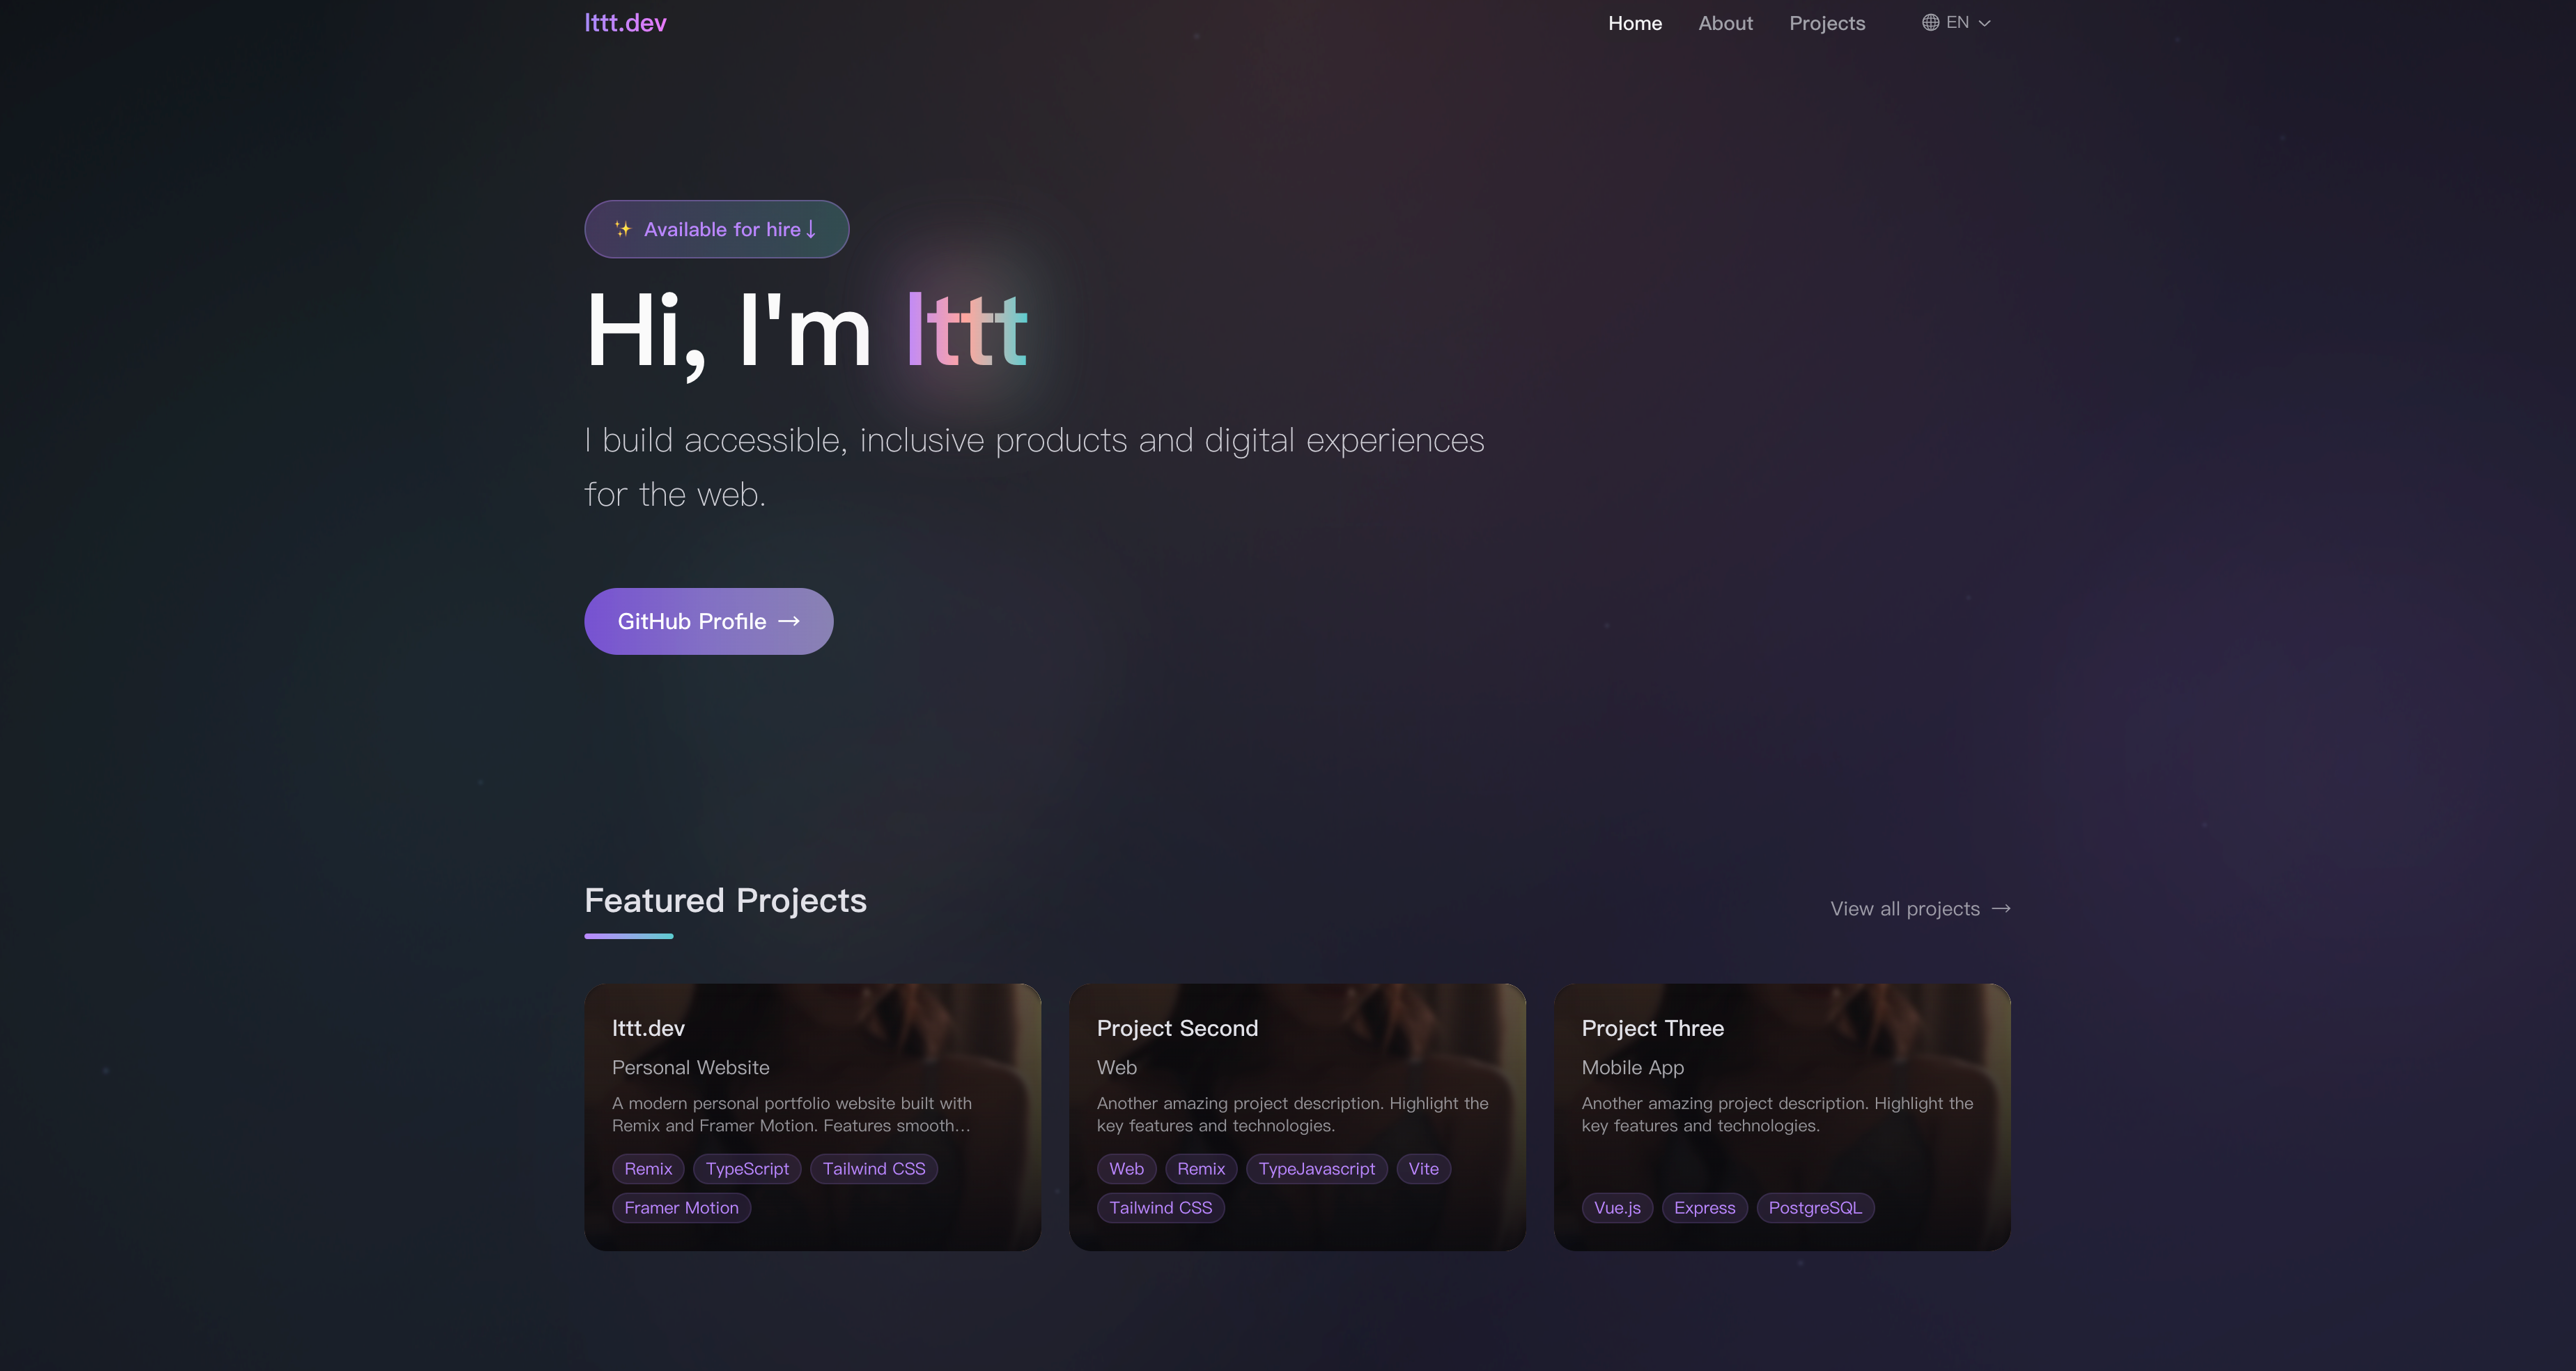 lttt.dev
Home About Projects EN
✨ Available for hire↓
Hi, I'm lttt
I build accessible, inclusive products and digital experiences
for the web.
GitHub Profile →
Featured Projects
View all projects →
lttt.dev
Personal Website
A modern personal portfolio website built with
Remix and Framer Motion. Features smooth...
Remix TypeScript Tailwind CSS
Framer Motion
Project Second
Web
Another amazing project description. Highlight the
key features and technologies.
Web Remix TypeJavascript Vite
Tailwind CSS
Project Three
Mobile App
Another amazing project description. Highlight the
key features and technologies.
Vue.js Express PostgreSQL